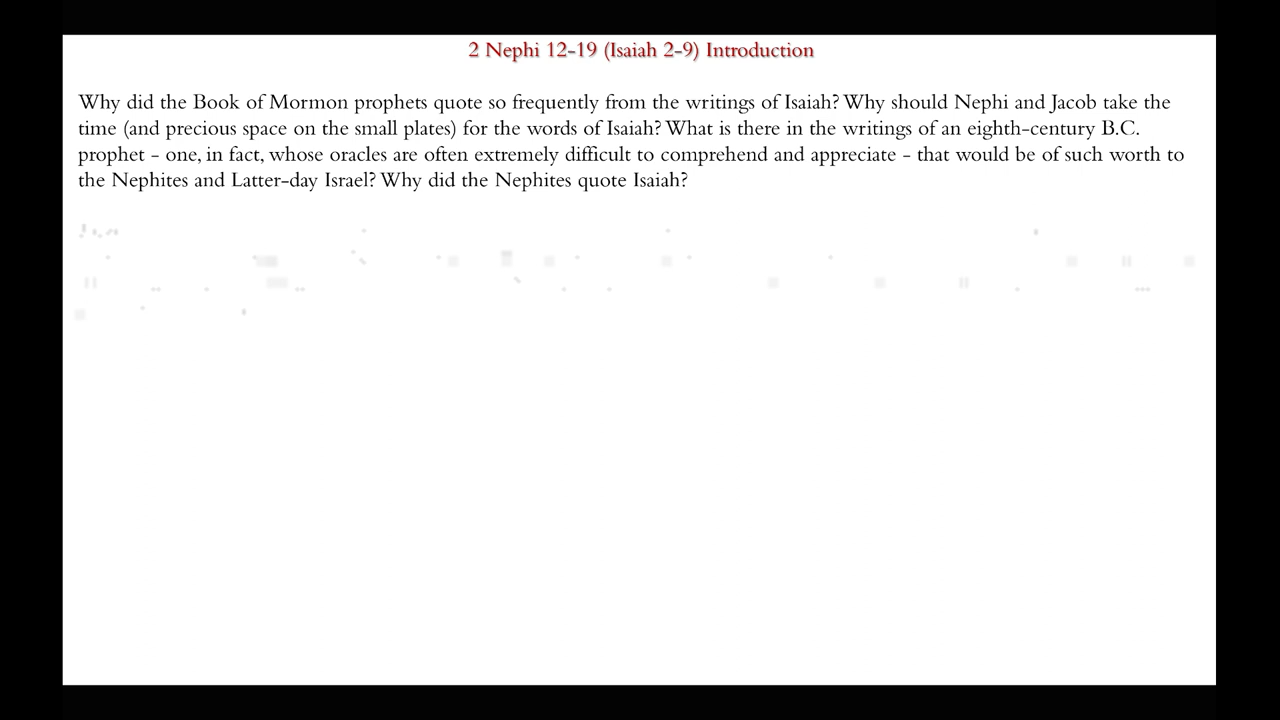 2 Nephi 12-19 (Isaiah 2-9) Introduction
Why did the Book of Mormon prophets quote so frequently from the writings of Isaiah? Why should Nephi and Jacob take the
time (and precious space on the small plates) for the words of Isaiah? What is there in the writings of an eighth-century B.C.
prophet - one, in fact, whose oracles are often extremely difficult to comprehend and appreciate - that would be of such worth to
the Nephites and Latter-day Israel? Why did the Nephites quote Isaiah?